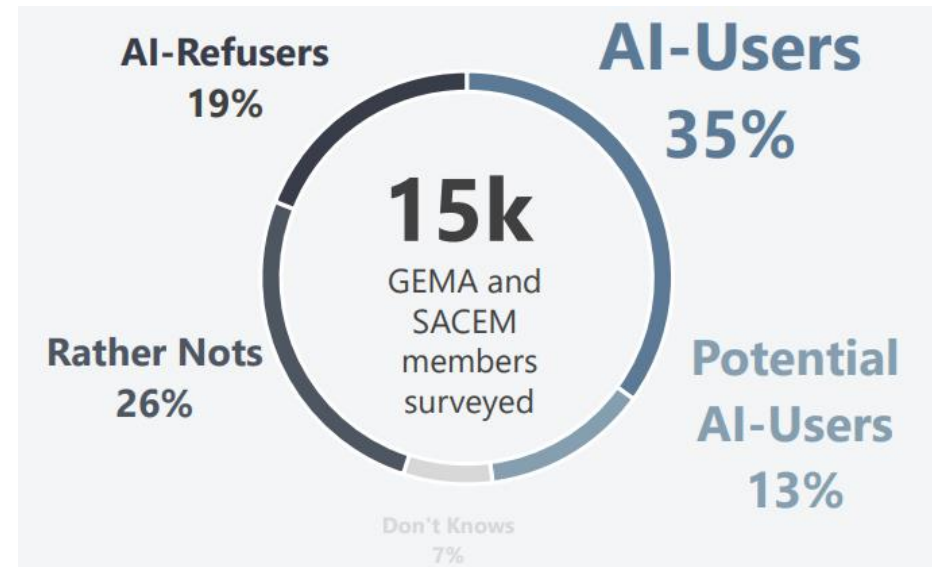 AI-Refusers
19%
AI-Users
35%
15k
GEMA and
SACEM
members
surveyed
Rather Nots
26%
Potential
AI-Users
13%
Don't Knows
7%